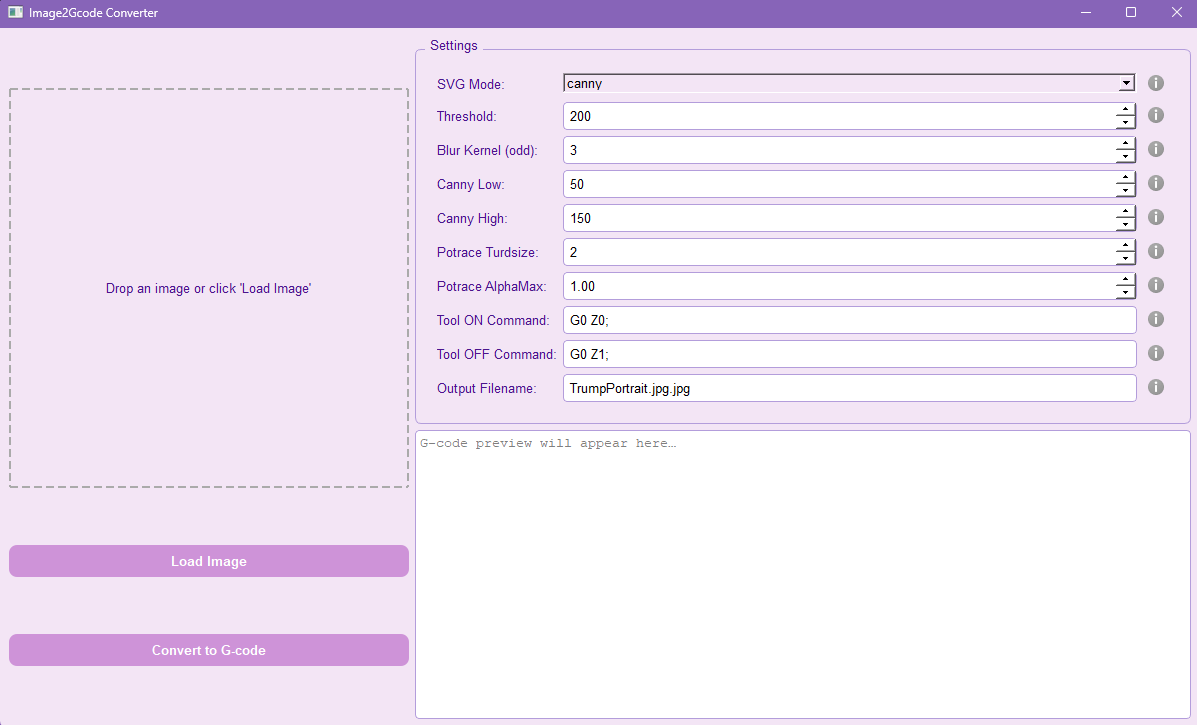 Image2Gcode Converter
Settings
SVG Mode: canny
Threshold: 200
Blur Kernel (odd): 3
Canny Low: 50
Canny High: 150
Potrace Turdsize: 2
Potrace AlphaMax: 1.00
Tool ON Command: G0 Z0;
Tool OFF Command: G0 Z1;
Output Filename: TrumpPortrait.jpg.jpg
Drop an image or click 'Load Image'
Load Image
Convert to G-code
G-code preview will appear here…